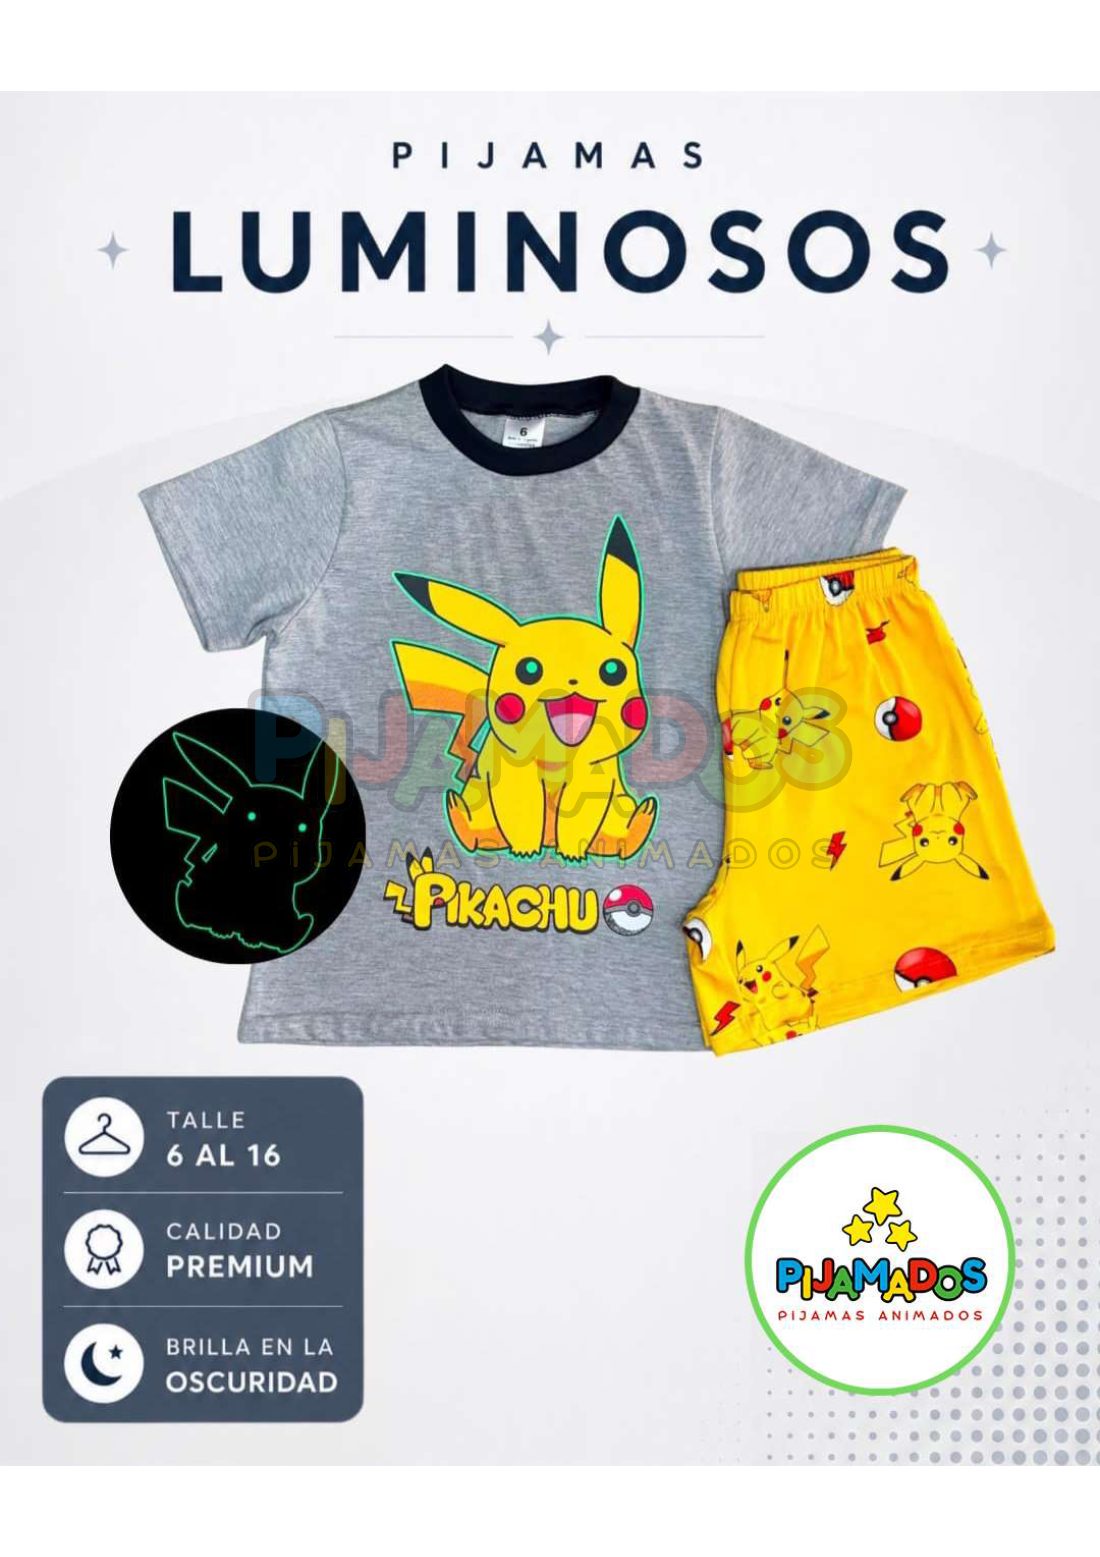 PIJAMAS
LUMINOSOS
6
PIJAMADOS
PIJAMAS ANIMADOS
PIKACHU
TALLE
6 AL 16
CALIDAD
PREMIUM
BRILLA EN LA
OSCURIDAD
PIJAMADOS
PIJAMAS ANIMADOS